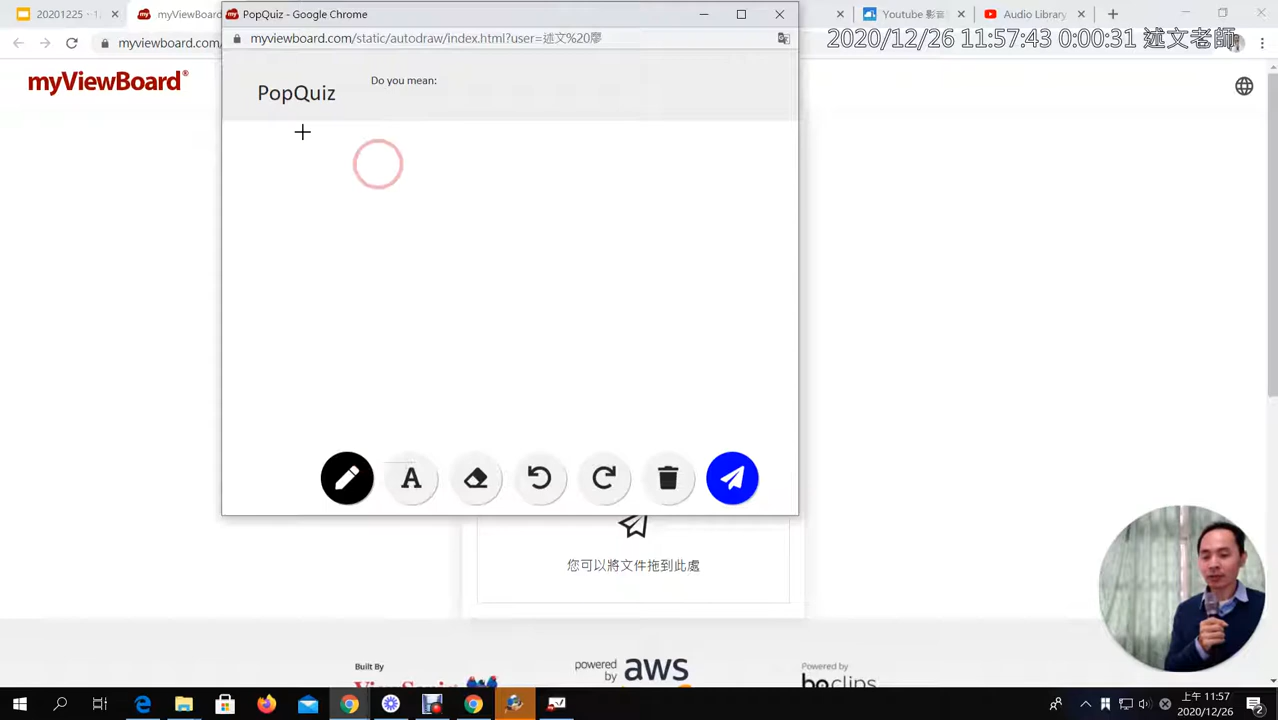 20201225 -
myViewBoard
PopQuiz - Google Chrome
Youtube 影音
Audio Library
myviewboard.com/
myviewboard.com/static/autodraw/index.html?user=述文%20廖
2020/12/26 11:57:43 0:00:31 述文老師
myViewBoard®
Do you mean:
PopQuiz
A
您可以將文件拖到此處
Built By
powered by aws
Powered by
ViewSonic
boclips
上午 11:57
2020/12/26
2